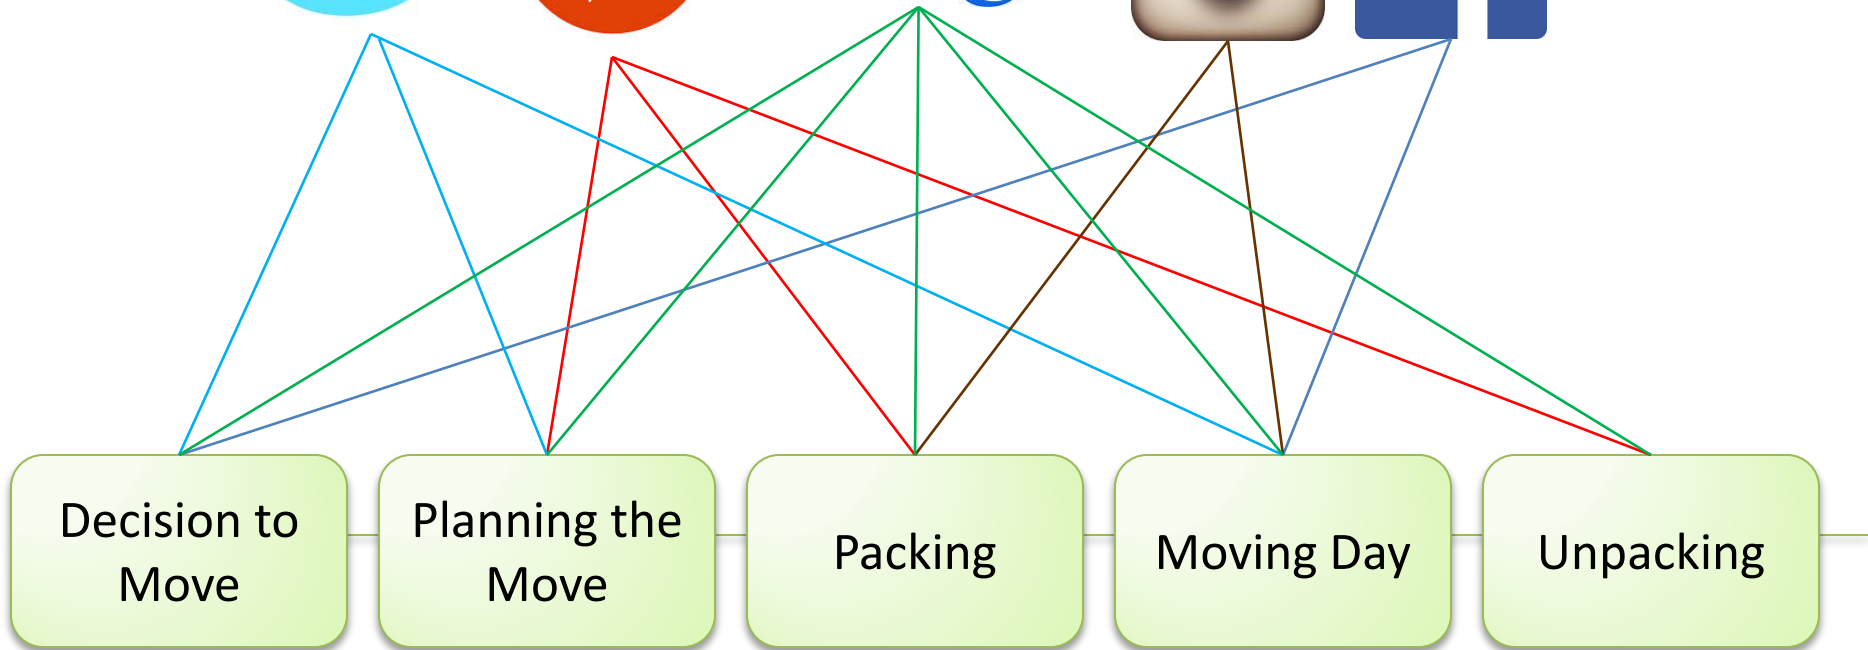 Decision to
Move
Planning the
Move
Packing
Moving Day
Unpacking